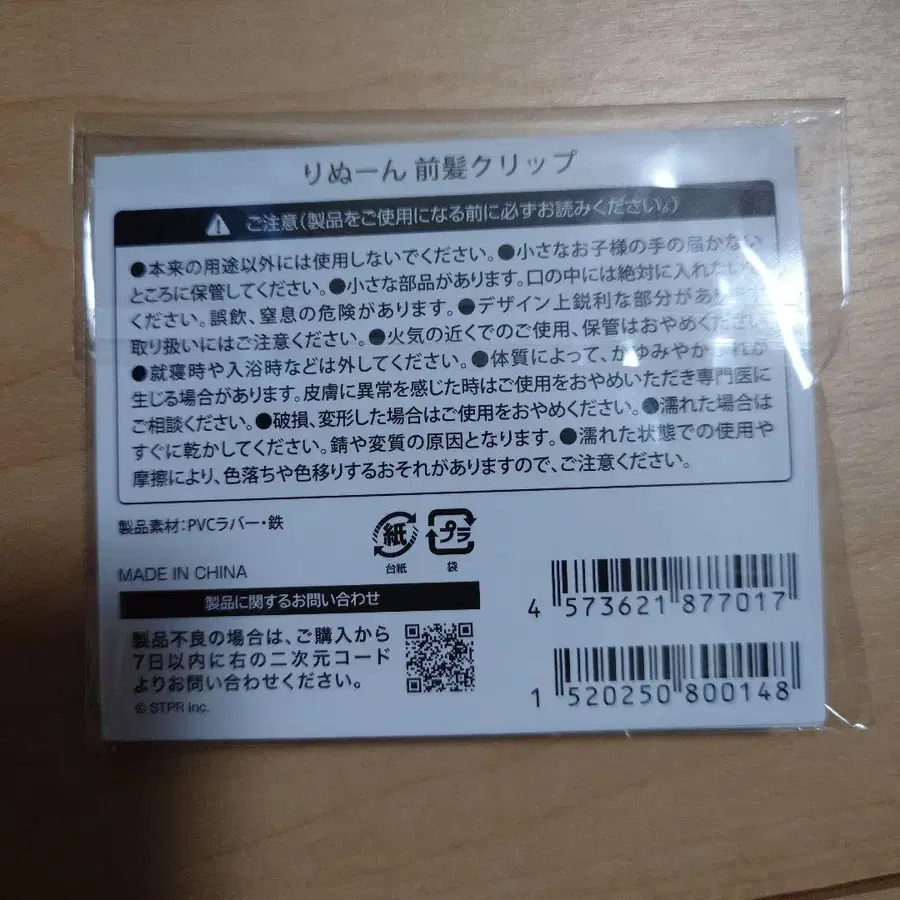 りぬーん 前髪クリップ
ご注意(製品をご使用になる前に必ずお読みください。)
●本来の用途以外には使用しないでください。●小さなお子様の手の届かない
ところに保管してください。●小さな部品があります。口の中には絶対に入れないで
ください。誤飲、窒息の危険があります。●デザイン上鋭利な部分があり
取り扱いにはご注意ください。●火気の近くでのご使用、保管はおやめください
●就寝時や入浴時などは外してください。●体質によって、かゆみやかぶれが
生じる場合があります。皮膚に異常を感じた時はご使用をおやめいただき専門医に
ご相談ください。●破損、変形した場合はご使用をおやめください。●濡れた場合は
すぐに乾かしてください。錆や変質の原因となります。●濡れた状態での使用や
摩擦により、色落ちや色移りするおそれがありますので、ご注意ください。
製品素材:PVCラバー・鉄
紙 プラ
台紙 袋
MADE IN CHINA
製品に関するお問い合わせ
製品不良の場合は、ご購入から
7日以内に右の二次元コード
よりお問い合わせください。
© STPR inc.
4 573621 877017
1 520250 800148